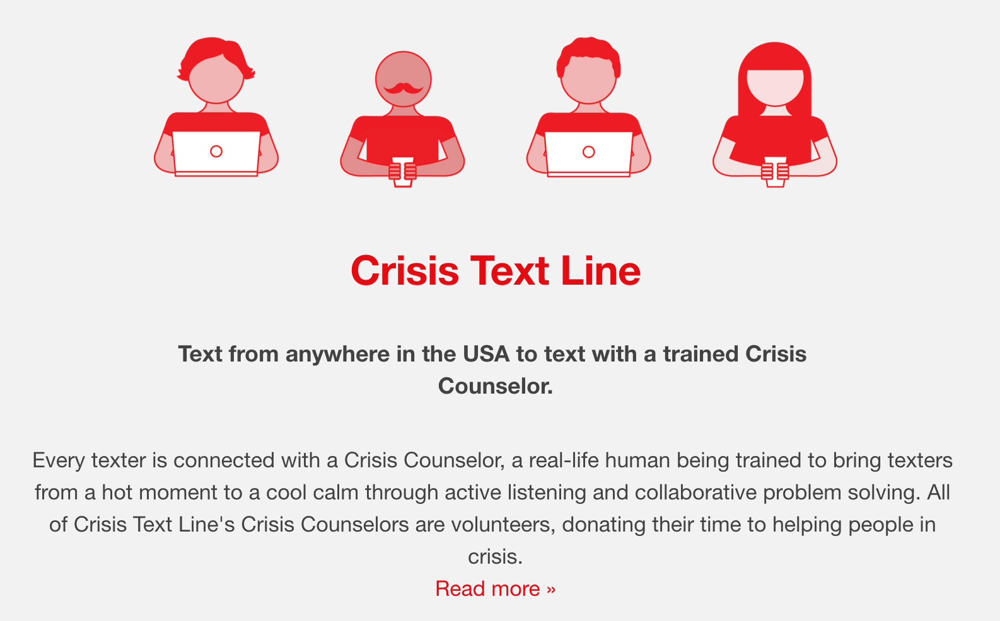 Crisis Text Line
Text from anywhere in the USA to text with a trained Crisis
Counselor.
Every texter is connected with a Crisis Counselor, a real-life human being trained to bring texters
from a hot moment to a cool calm through active listening and collaborative problem solving. All
of Crisis Text Line's Crisis Counselors are volunteers, donating their time to helping people in
crisis.
Read more »